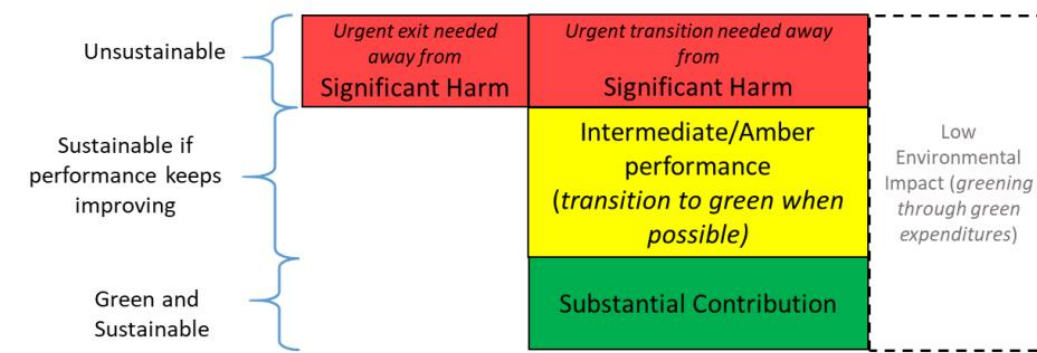 Unsustainable
Urgent exit needed
away from
Significant Harm
Urgent transition needed away
from
Significant Harm
Sustainable if
performance keeps
improving
Intermediate/Amber
performance
(transition to green when
possible)
Low
Environmental
Impact (greening
through green
expenditures)
Green and
Sustainable
Substantial Contribution